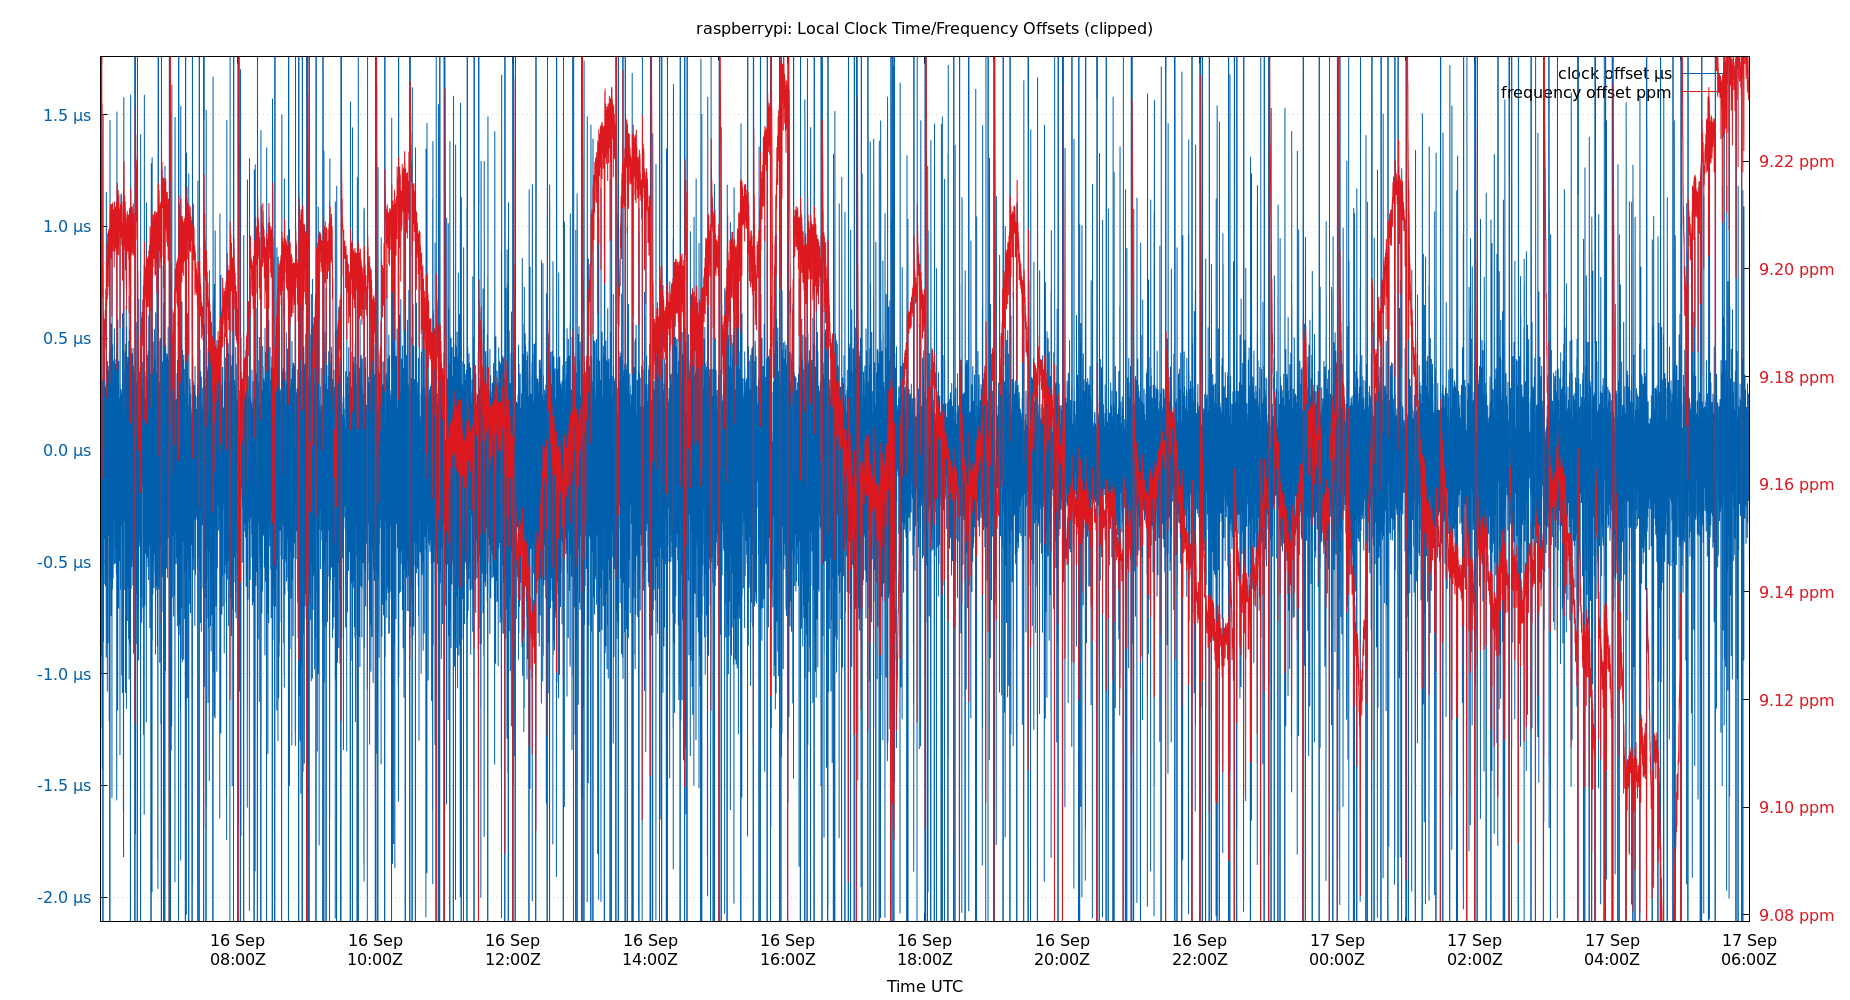 raspberrypi: Local Clock Time/Frequency Offsets (clipped)
clock offset µs
frequency offset ppm
1.5 µs
1.0 µs
0.5 µs
0.0 µs
-0.5 µs
-1.0 µs
-1.5 µs
-2.0 µs
9.22 ppm
9.20 ppm
9.18 ppm
9.16 ppm
9.14 ppm
9.12 ppm
9.10 ppm
9.08 ppm
16 Sep 16 Sep 16 Sep 16 Sep 16 Sep 16 Sep 16 Sep 16 Sep 17 Sep 17 Sep 17 Sep 17 Sep
08:00Z 10:00Z 12:00Z 14:00Z 16:00Z 18:00Z 20:00Z 22:00Z 00:00Z 02:00Z 04:00Z 06:00Z
Time UTC